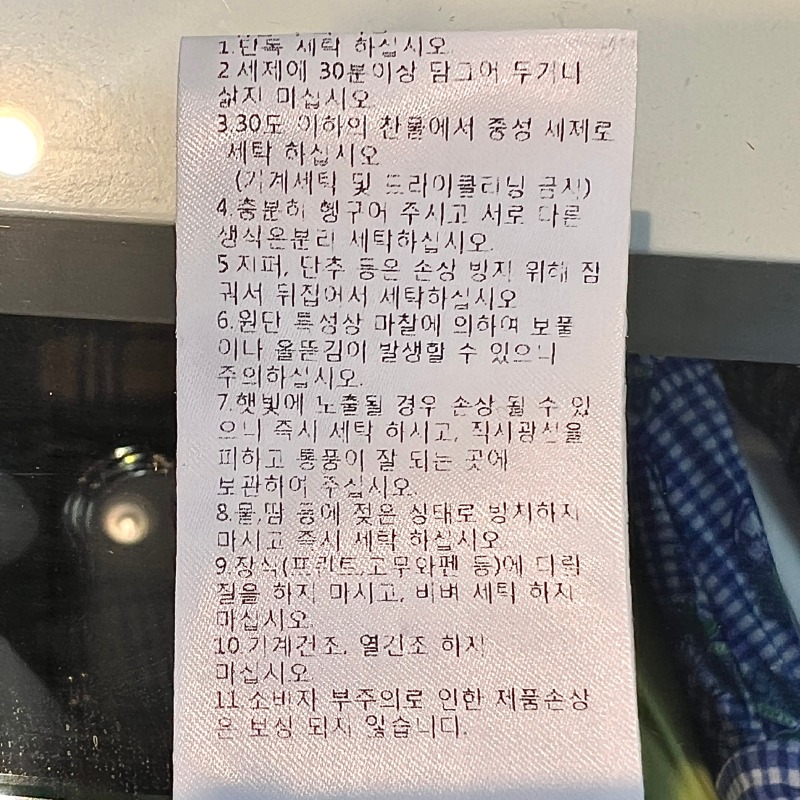 1.단독 세탁 하십시오.
2.세제에 30분이상 담그어 두거나
삶지 마십시오.
3.30도 이하의 찬물에서 중성 세제로
세탁 하십시오
(기계세탁 및 드라이클리닝 금지)
4.충분히 헹구어 주시고 서로 다른
색상은분리 세탁하십시오.
5.지퍼, 단추 등은 손상 방지 위해 잠
궈서 뒤집어서 세탁하십시오
6.원단 특성상 마찰에 의하여 보풀
이나 올뜯김이 발생할 수 있으니
주의하십시오.
7.햇빛에 노출될 경우 손상 될 수 있
으니 즉시 세탁 하시고, 직사광선을
피하고 통풍이 잘 되는 곳에
보관하여 주십시오.
8.물,땀 등에 젖은 상태로 방치하지
마시고 즉시 세탁 하십시오
9.장식(프린트,고무와펜 등)에 다림
질을 하지 마시고, 비벼 세탁 하지
마십시오.
10.기계건조, 열건조 하지
마십시오.
11.소비자 부주의로 인한 제품손상
은 보상 되지 않습니다.